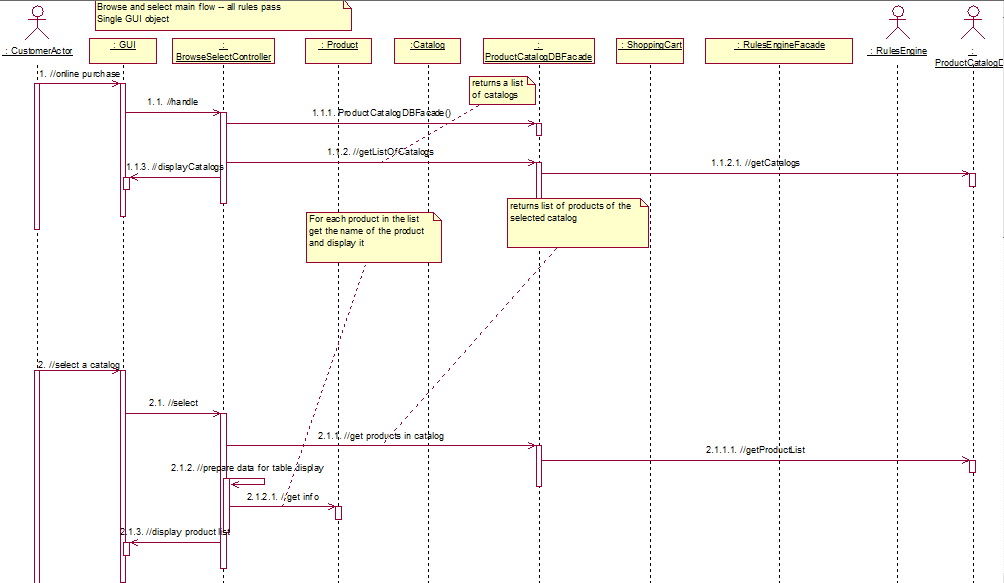 Browse and select main flow -- all rules pass
Single GUI object
: CustomerActor
: GUI
:
BrowseSelectController
: Product
:Catalog
:
ProductCatalogDBFacade
: ShoppingCart
: RulesEngineFacade
: RulesEngine
:
ProductCatalogD
1. //online purchase
returns a list
of catalogs
1.1. //handle
1.1.1. ProductCatalogDBFacade()
1.1.2. //getListOfCatalogs
1.1.2.1. //getCatalogs
1.1.3. //displayCatalogs
For each product in the list
get the name of the product
and display it
returns list of products of the
selected catalog
2. //select a catalog
2.1. //select
2.1.1. //get products in catalog
2.1.1.1. //getProductList
2.1.2. //prepare data for table display
2.1.2.1. //get info
2.1.3. //display product list